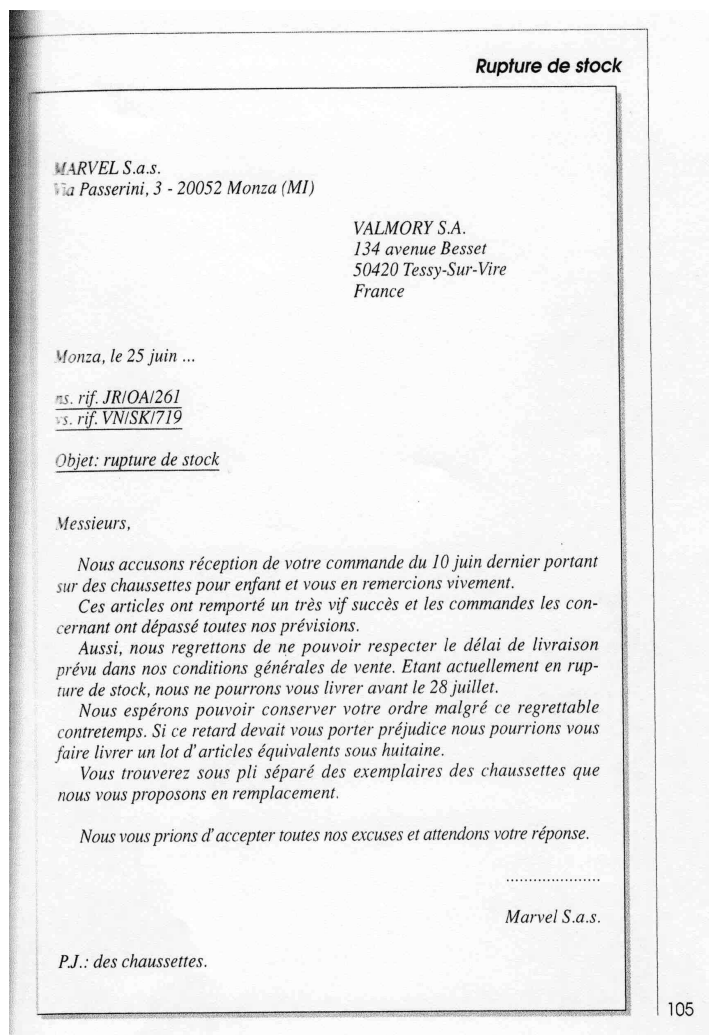 Rupture de stock
MARVEL S.a.s.
Via Passerini, 3 - 20052 Monza (MI)
VALMORY S.A.
134 avenue Besset
50420 Tessy-Sur-Vire
France
Monza, le 25 juin ...
ns. rif. JR/OA/261
vs. rif. VN/SK/719
Objet: rupture de stock
Messieurs,
Nous accusons réception de votre commande du 10 juin dernier portant
sur des chaussettes pour enfant et vous en remercions vivement.
Ces articles ont remporté un très vif succès et les commandes les con-
cernant ont dépassé toutes nos prévisions.
Aussi, nous regrettons de ne pouvoir respecter le délai de livraison
prévu dans nos conditions générales de vente. Etant actuellement en rup-
ture de stock, nous ne pourrons vous livrer avant le 28 juillet.
Nous espérons pouvoir conserver votre ordre malgré ce regrettable
contretemps. Si ce retard devait vous porter préjudice nous pourrions vous
faire livrer un lot d'articles équivalents sous huitaine.
Vous trouverez sous pli séparé des exemplaires des chaussettes que
nous vous proposons en remplacement.
Nous vous prions d'accepter toutes nos excuses et attendons votre réponse.
.....................
Marvel S.a.s.
P.J.: des chaussettes.
105